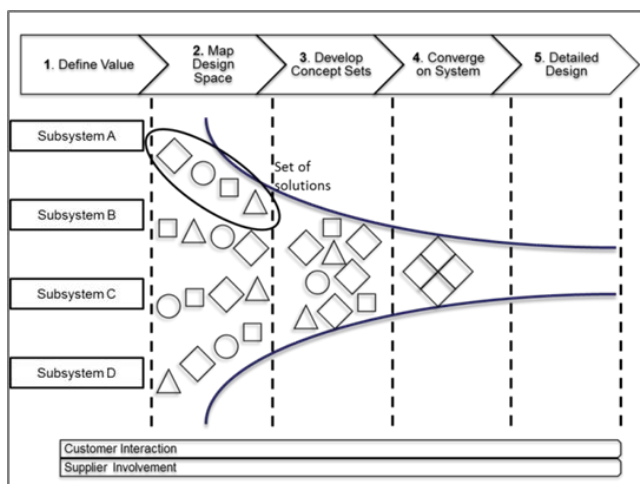 1. Define Value
2. Map
Design
Space
3. Develop
Concept Sets
4. Converge
on System
5. Detailed
Design
Subsystem A
Set of
solutions
Subsystem B
Subsystem C
Subsystem D
Customer Interaction
Supplier Involvement